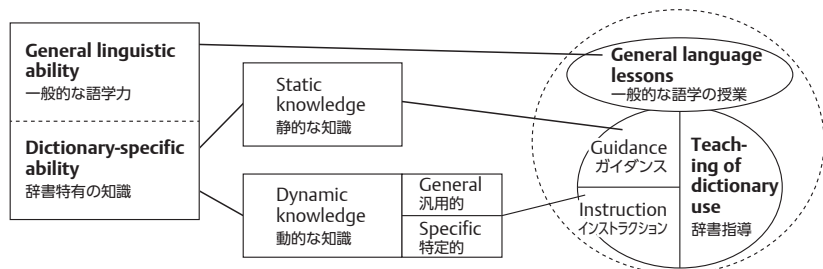 General linguistic
ability
一般的な語学力
Dictionary-specific
ability
辞書特有の知識
Static
knowledge
静的な知識
Dynamic
knowledge
動的な知識
General
汎用的
Specific
特定的
General language
lessons
一般的な語学の授業
Guidance
ガイダンス
Instruction
インストラクション
Teach-
ing of
dictionary
use
辞書指導